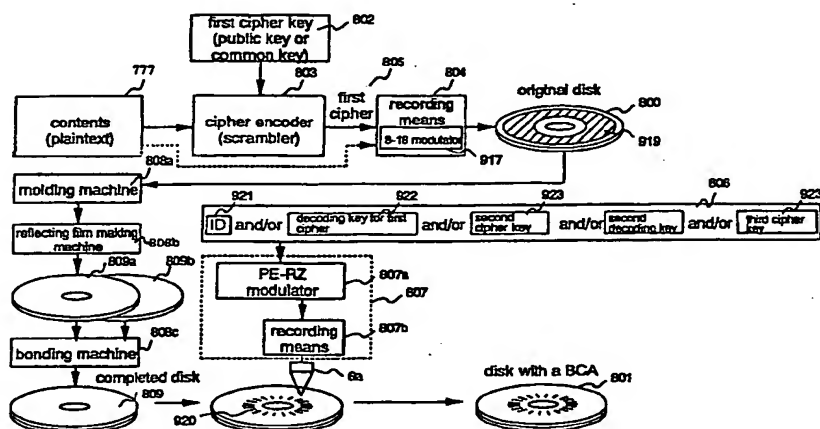 802
first cipher key
(public key or
common key)
777
803
805
804
contents
(plaintext)
cipher encoder
(scrambler)
first
cipher
recording
means
8-16 modulator
917
original disk
800
919
808a
molding machine
921
922
923
806
923
ID
and/or
decoding key for first
cipher
and/or
second
cipher key
and/or
second
decoding key
and/or
third cipher
key
reflecting film making
machine
808b
809a
809b
PE-RZ
modulator
807a
807
recording
means
807b
bonding machine
808c
6a
completed disk
disk with a BCA
801
809
920